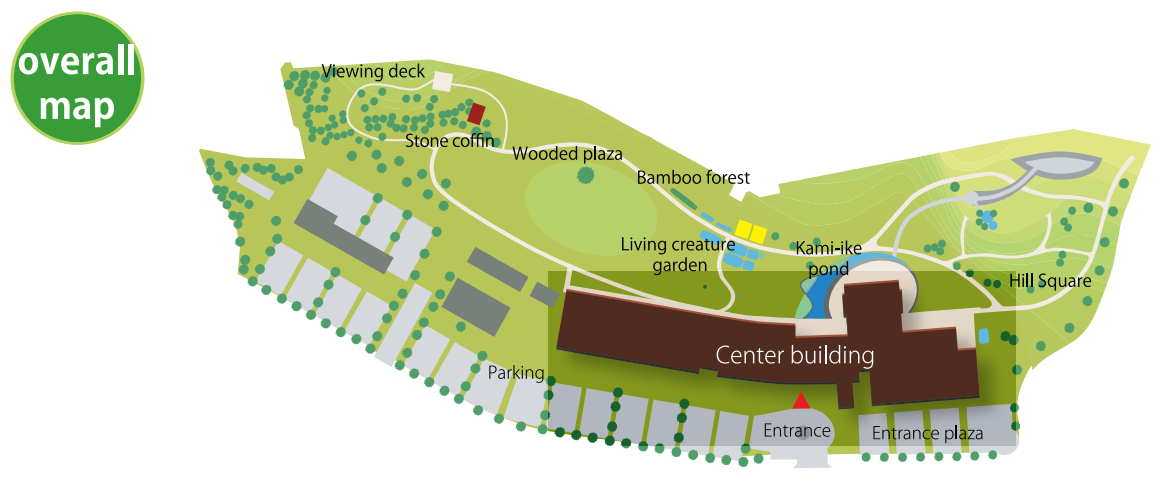 overall
map
Viewing deck
Stone coffin
Wooded plaza
Bamboo forest
Living creature
garden
Kami-ike
pond
Hill Square
Center building
Parking
Entrance
Entrance plaza